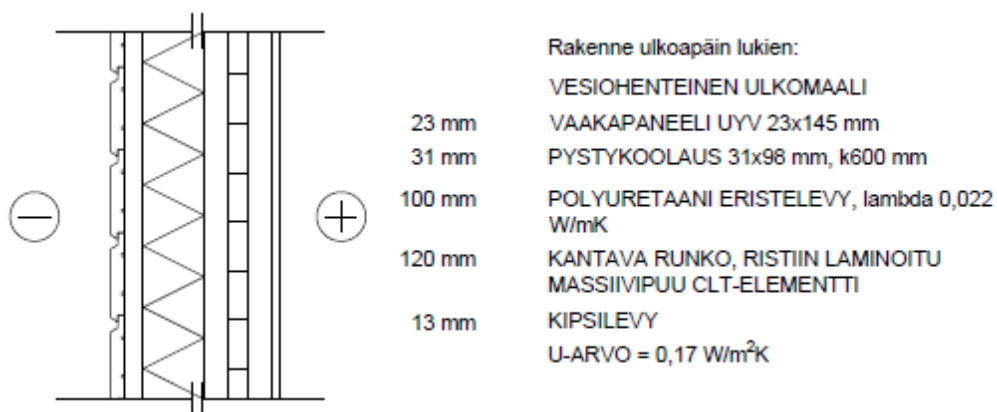 Rakenne ulkoapäin lukien:
VESIOHENTEINEN ULKOMAALI
23 mm VAAKAPANEELI UYV 23x145 mm
31 mm PYSTYKOOLAUS 31x98 mm, k600 mm
100 mm POLYURETAANI ERISTELEVY, lambda 0,022
W/mK
120 mm KANTAVA RUNKO, RISTIIN LAMINOITU
MASSIIVIPUU CLT-ELEMENTTI
13 mm KIPSILEVY
U-ARVO = 0,17 W/m²K